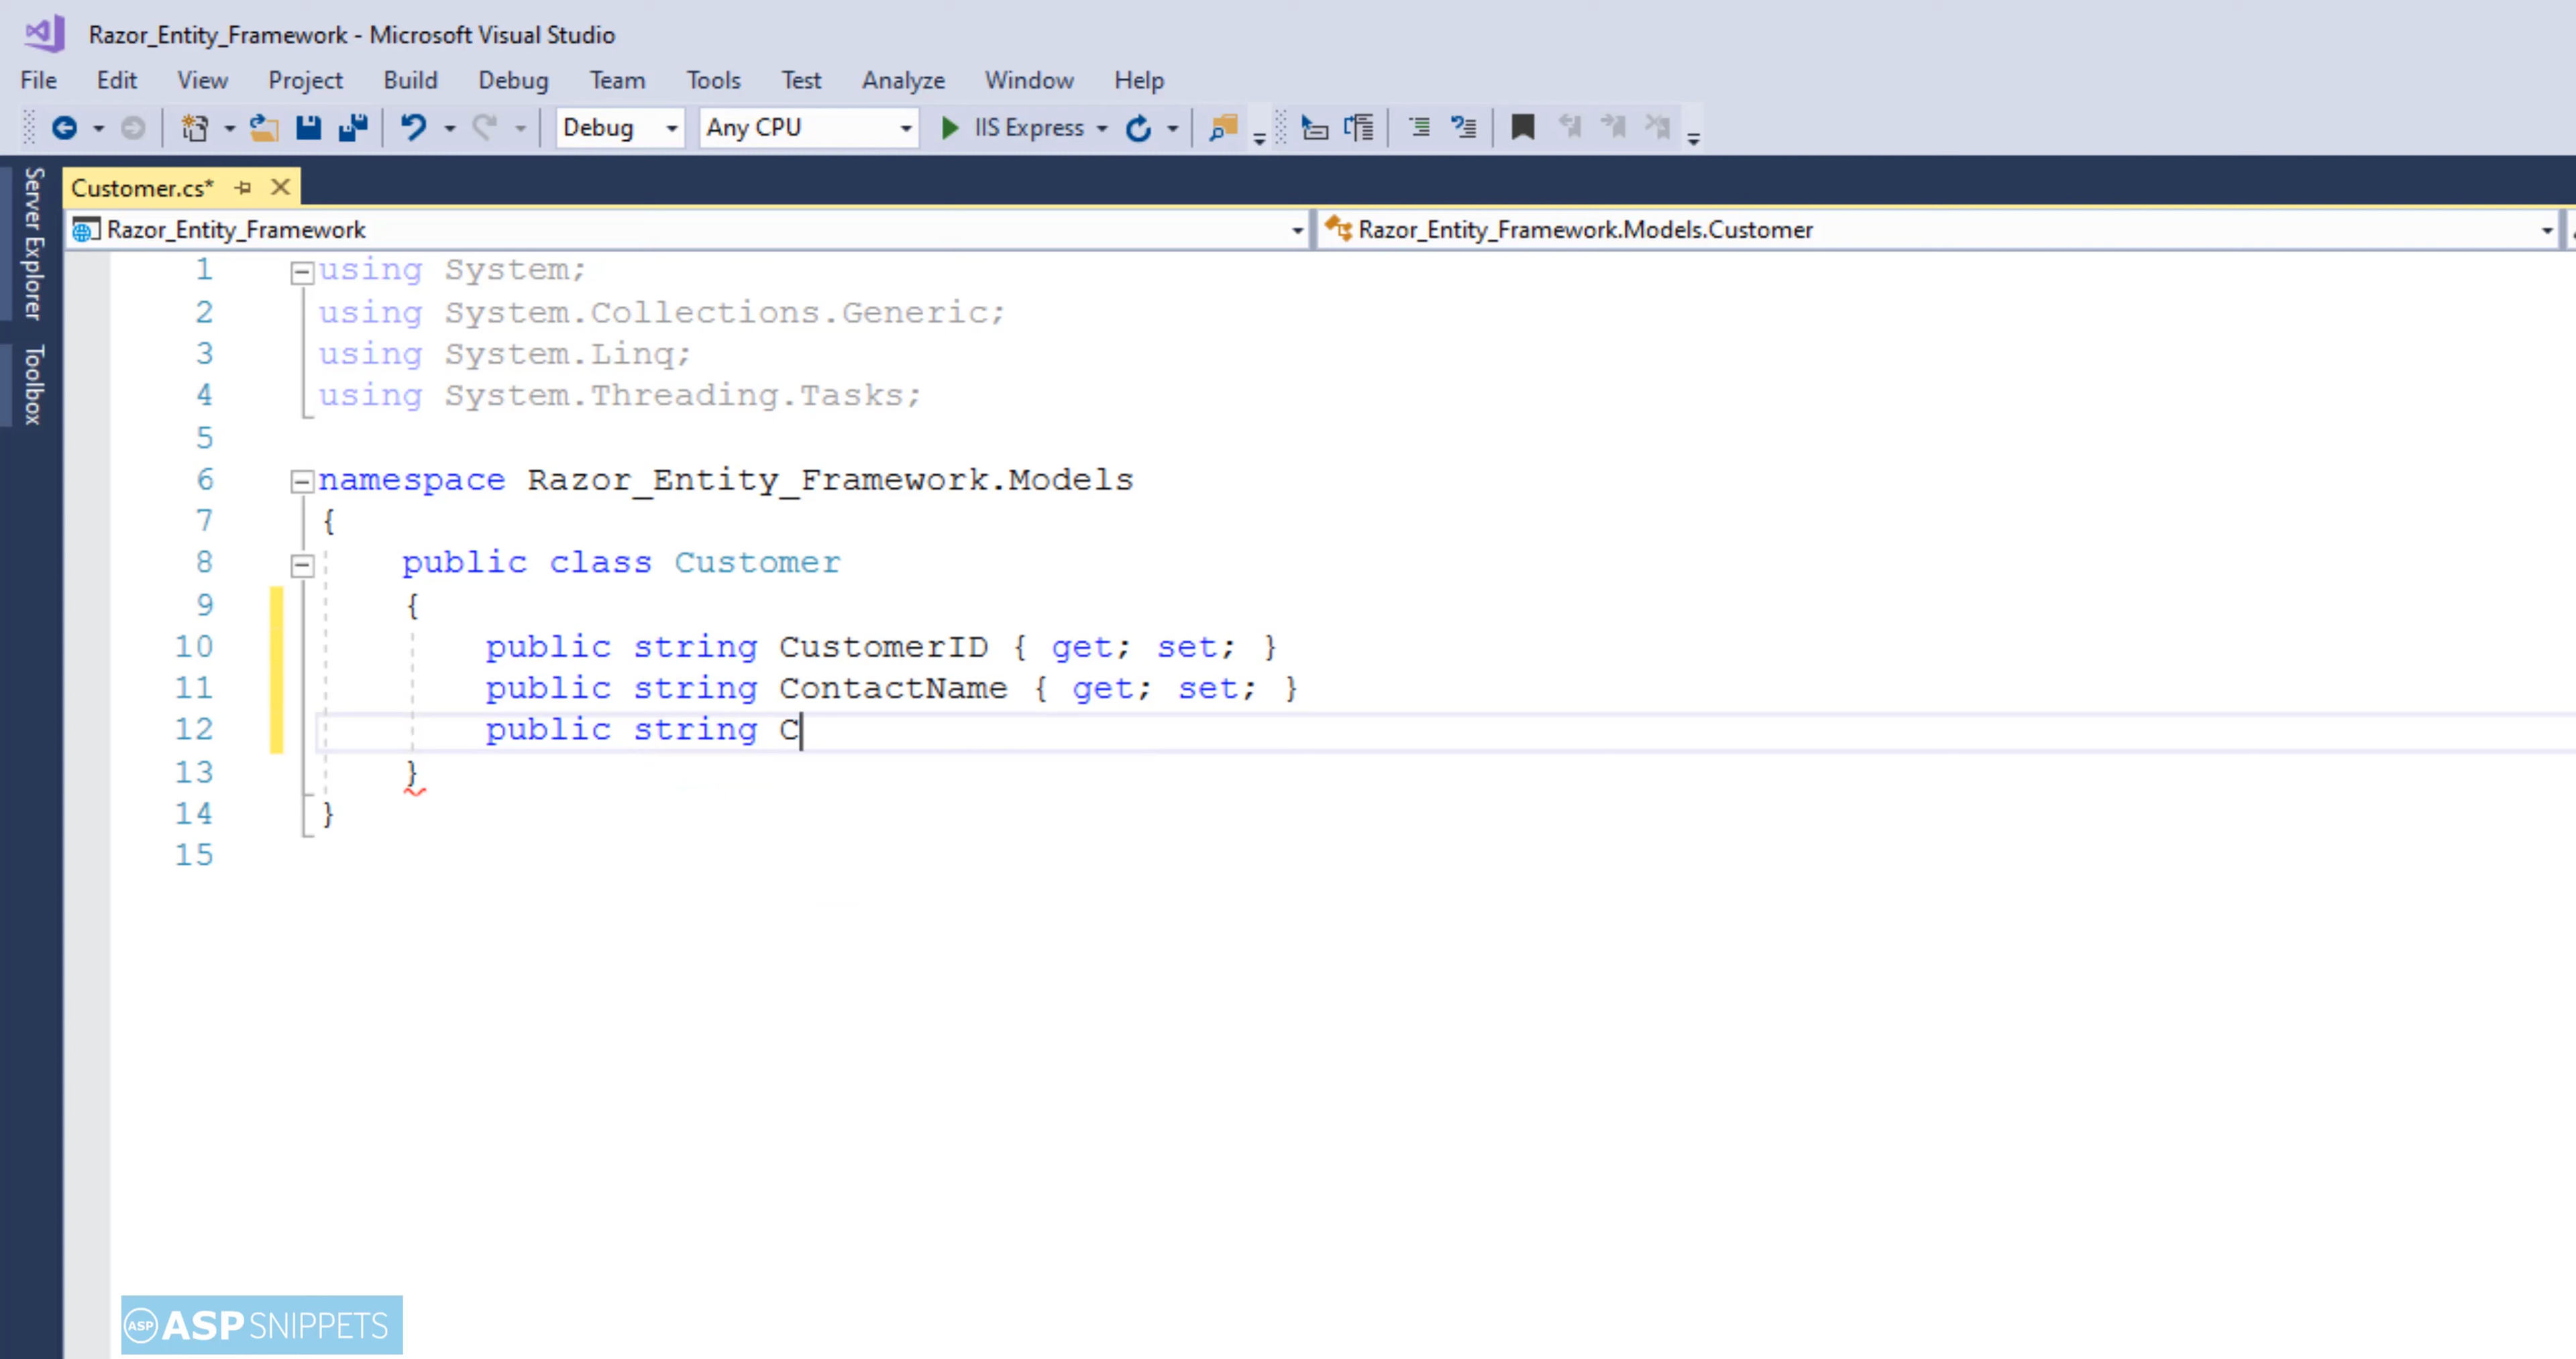 Razor_Entity_Framework - Microsoft Visual Studio
File Edit View Project Build Debug Team Tools Test Analyze Window Help
Debug Any CPU IIS Express
Server Explorer
Toolbox
Customer.cs*
Razor_Entity_Framework Razor_Entity_Framework.Models.Customer
1 using System;
2 using System.Collections.Generic;
3 using System.Linq;
4 using System.Threading.Tasks;
5
6 namespace Razor_Entity_Framework.Models
7 {
8 public class Customer
9 {
10 public string CustomerID { get; set; }
11 public string ContactName { get; set; }
12 public string C
13 }
14 }
15
ASP ASPSNIPPETS